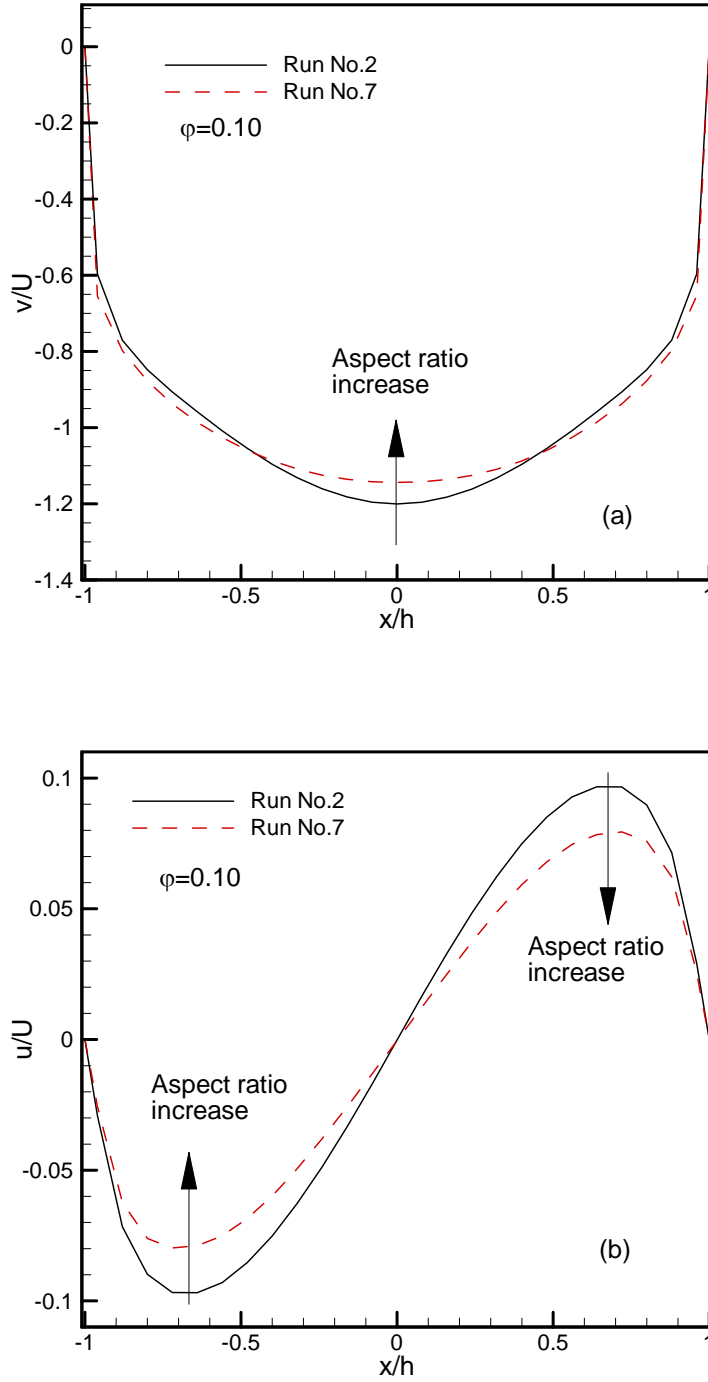 0
-0.2
-0.4
-0.6
-0.8
-1
-1.2
-1.4
v/U
Run No.2
Run No.7
φ=0.10
Aspect ratio
increase
(a)
-1
-0.5
0
0.5
1
x/h
0.1
0.05
0
-0.05
-0.1
u/U
Run No.2
Run No.7
φ=0.10
Aspect ratio
increase
Aspect ratio
increase
(b)
-1
-0.5
0
0.5
1
x/h